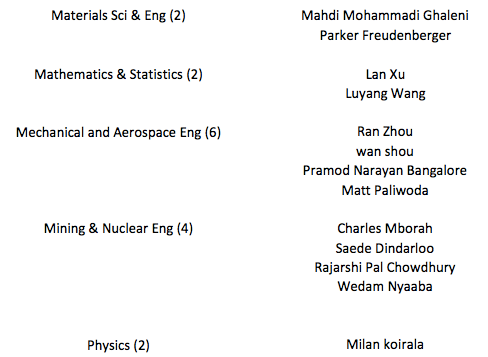 Materials Sci & Eng (2) Mahdi Mohammadi Ghaleni
Parker Freudenberger
Mathematics & Statistics (2) Lan Xu
Luyang Wang
Mechanical and Aerospace Eng (6) Ran Zhou
wan shou
Pramod Narayan Bangalore
Matt Paliwoda
Mining & Nuclear Eng (4) Charles Mborah
Saede Dindarloo
Rajarshi Pal Chowdhury
Wedam Nyaaba
Physics (2) Milan koirala